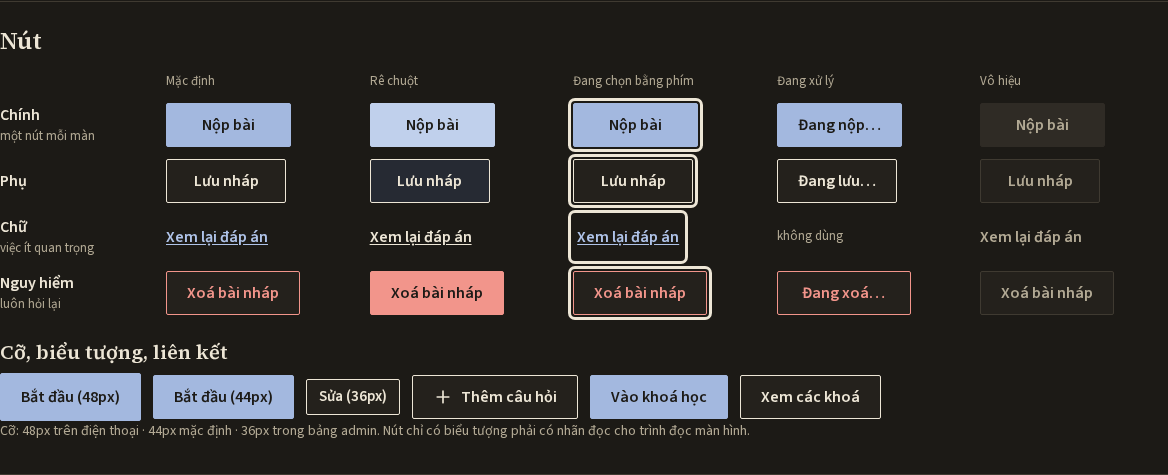 Nút
Mặc định Rê chuột Đang chọn bằng phím Đang xử lý Vô hiệu
Chính
một nút mỗi màn
Nộp bài Nộp bài Nộp bài Đang nộp… Nộp bài
Phụ Lưu nháp Lưu nháp Lưu nháp Đang lưu… Lưu nháp
Chữ
việc ít quan trọng
Xem lại đáp án Xem lại đáp án Xem lại đáp án không dùng Xem lại đáp án
Nguy hiểm
luôn hỏi lại
Xoá bài nháp Xoá bài nháp Xoá bài nháp Đang xoá… Xoá bài nháp
Cỡ, biểu tượng, liên kết
Bắt đầu (48px) Bắt đầu (44px) Sửa (36px) + Thêm câu hỏi Vào khoá học Xem các khoá
Cỡ: 48px trên điện thoại · 44px mặc định · 36px trong bảng admin. Nút chỉ có biểu tượng phải có nhãn đọc cho trình đọc màn hình.